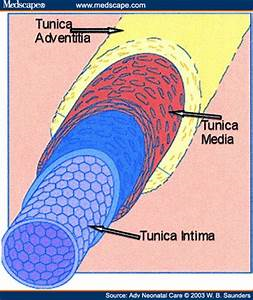 Medscape® www.medscape.com
Tunica
Adventitia
Tunica
Media
Tunica Intima
Source: Adv Neonatal Care © 2003 W. B. Saunders